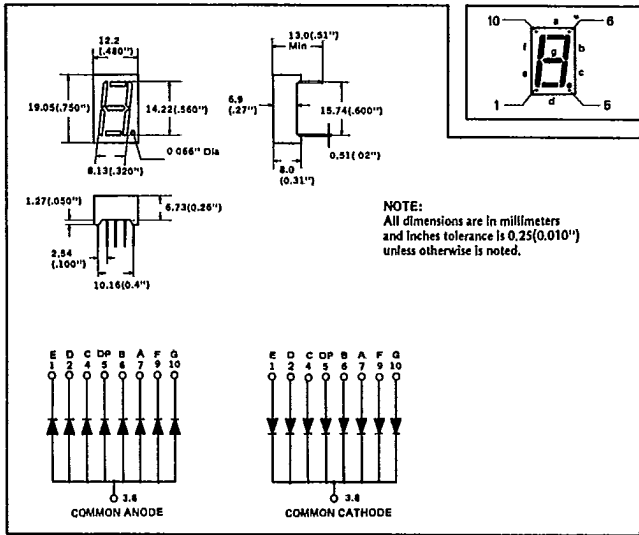 12.2
(.480")
13.0(.51")
Min
19.05(.750")
14.22(.560")
6.9
(.27")
15.74(.600")
0.066" Dia
8.13(.320")
0.51(.02")
8.0
(0.31")
1.27(.050")
6.73(0.26")
2.54
(.100")
10.16(0.4")
10 a 6
f g b
e c
1 d 5
NOTE:
All dimensions are in millimeters
and inches tolerance is 0.25(0.010")
unless otherwise is noted.
E D C DP B A F G
1 2 4 5 6 7 9 10
3.8
COMMON ANODE
E D C DP B A F G
1 2 4 5 6 7 9 10
3.8
COMMON CATHODE